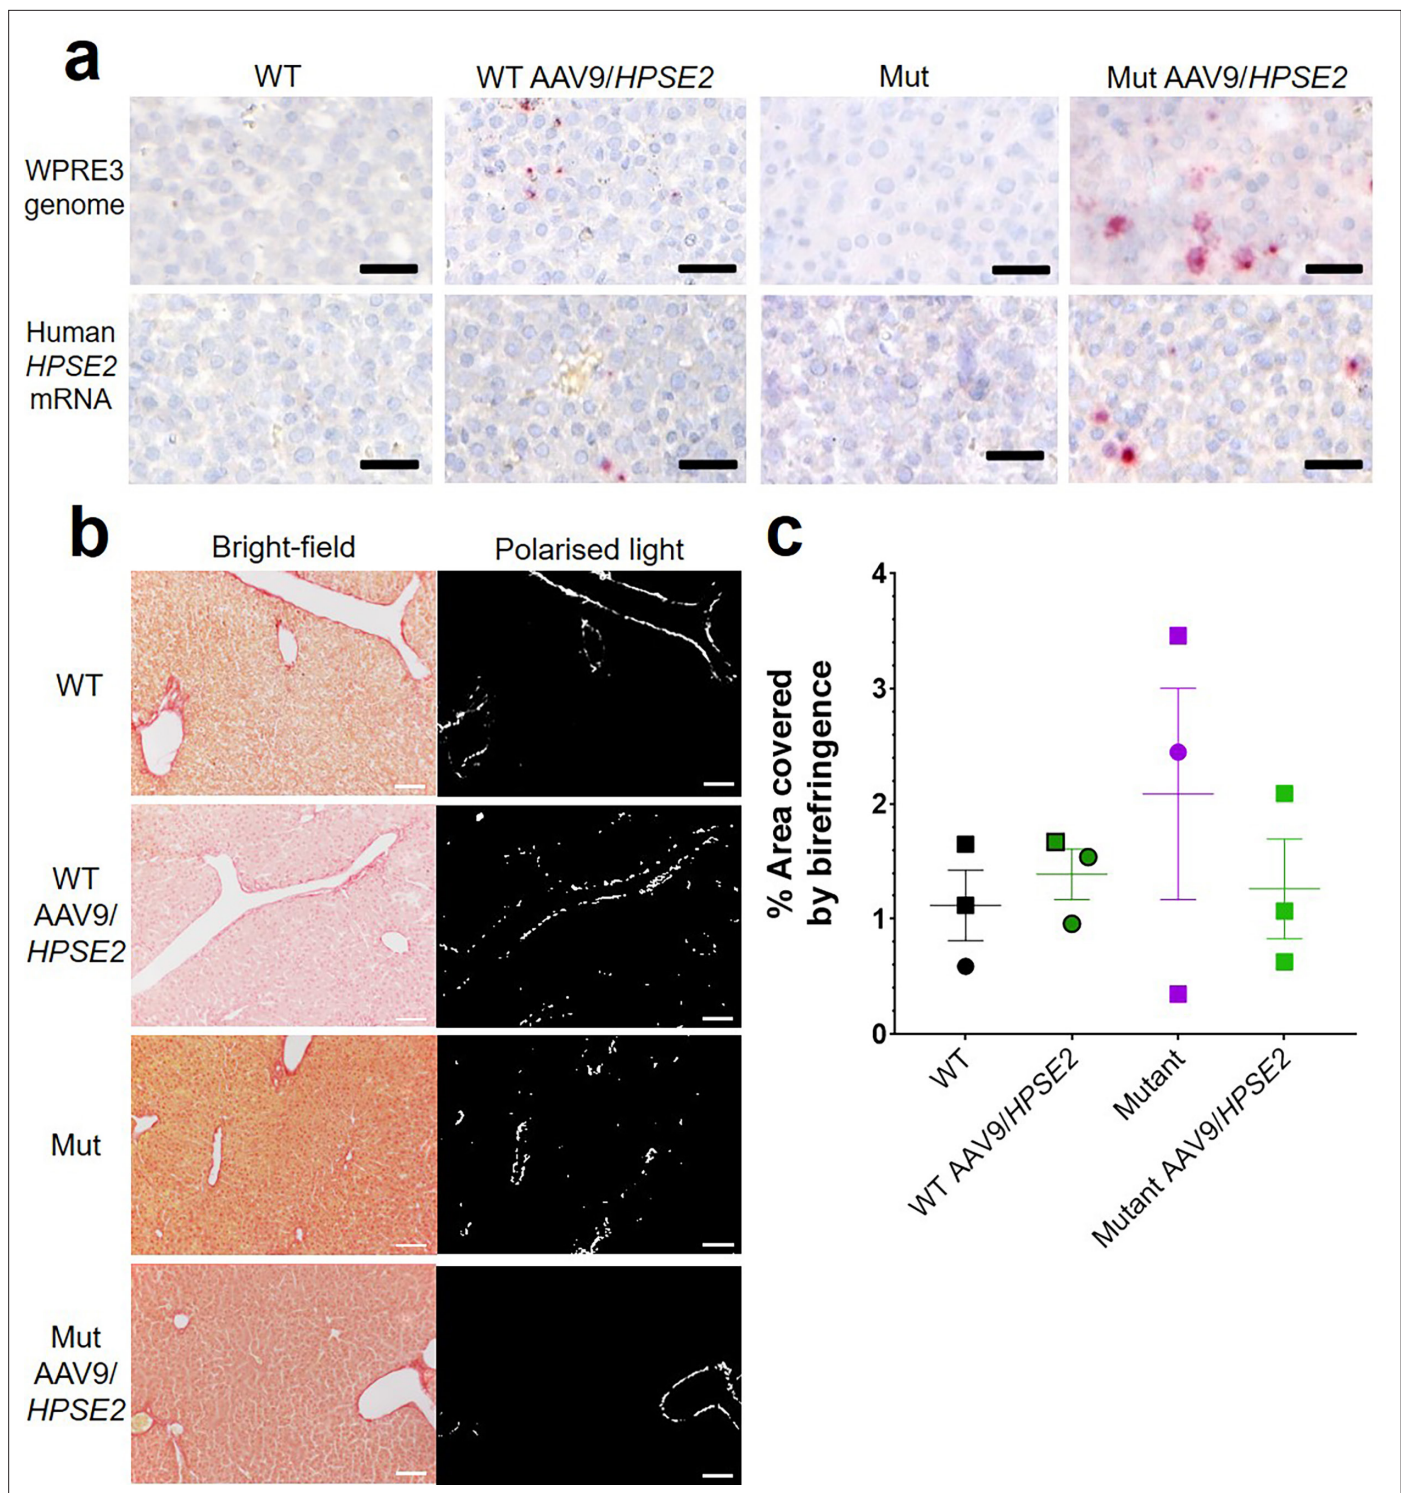 a
WT
WT AAV9/HPSE2
Mut
Mut AAV9/HPSE2
WPRE3
genome
Human
HPSE2
mRNA
b
Bright-field
Polarised light
WT
WT
AAV9/
HPSE2
Mut
Mut
AAV9/
HPSE2
c
% Area covered
by birefringence
4
3
2
1
0
WT
WT AAV9/HPSE2
Mutant
Mutant AAV9/HPSE2